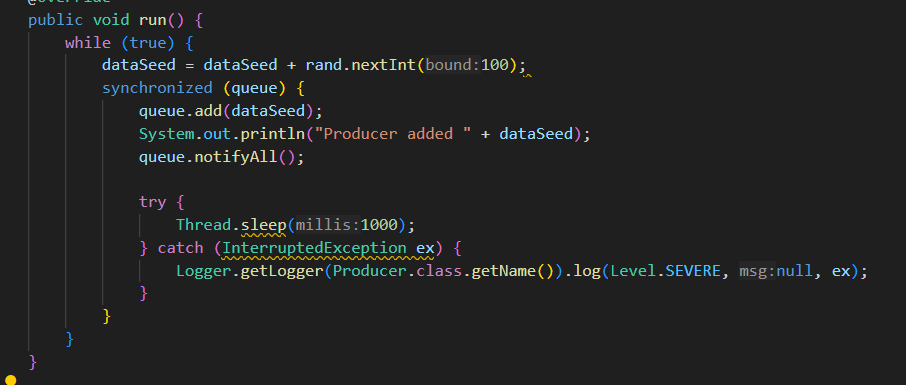 @Override
public void run() {
while (true) {
dataSeed = dataSeed + rand.nextInt(bound:100);
synchronized (queue) {
queue.add(dataSeed);
System.out.println("Producer added " + dataSeed);
queue.notifyAll();
try {
Thread.sleep(millis:1000);
} catch (InterruptedException ex) {
Logger.getLogger(Producer.class.getName()).log(Level.SEVERE, msg:null, ex);
}
}
}
}